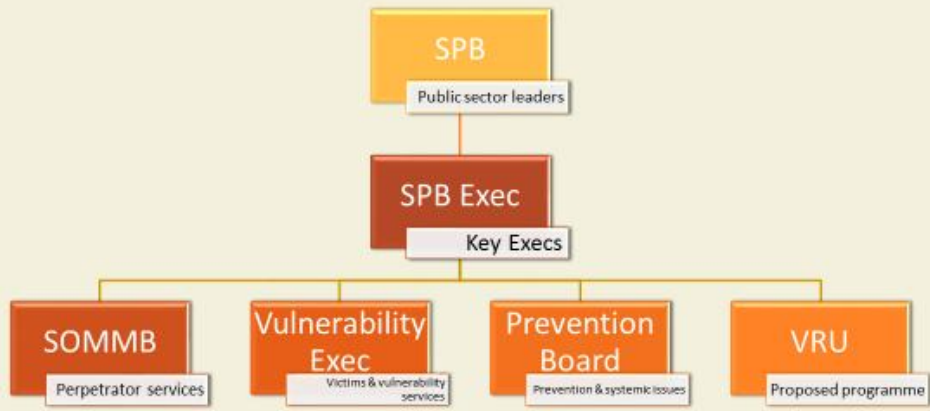 SPB
Public sector leaders
SPB Exec
Key Execs
SOMMB
Perpetrator services
Vulnerability
Exec
Victims & vulnerability
services
Prevention
Board
Prevention & systemic issues
VRU
Proposed programme